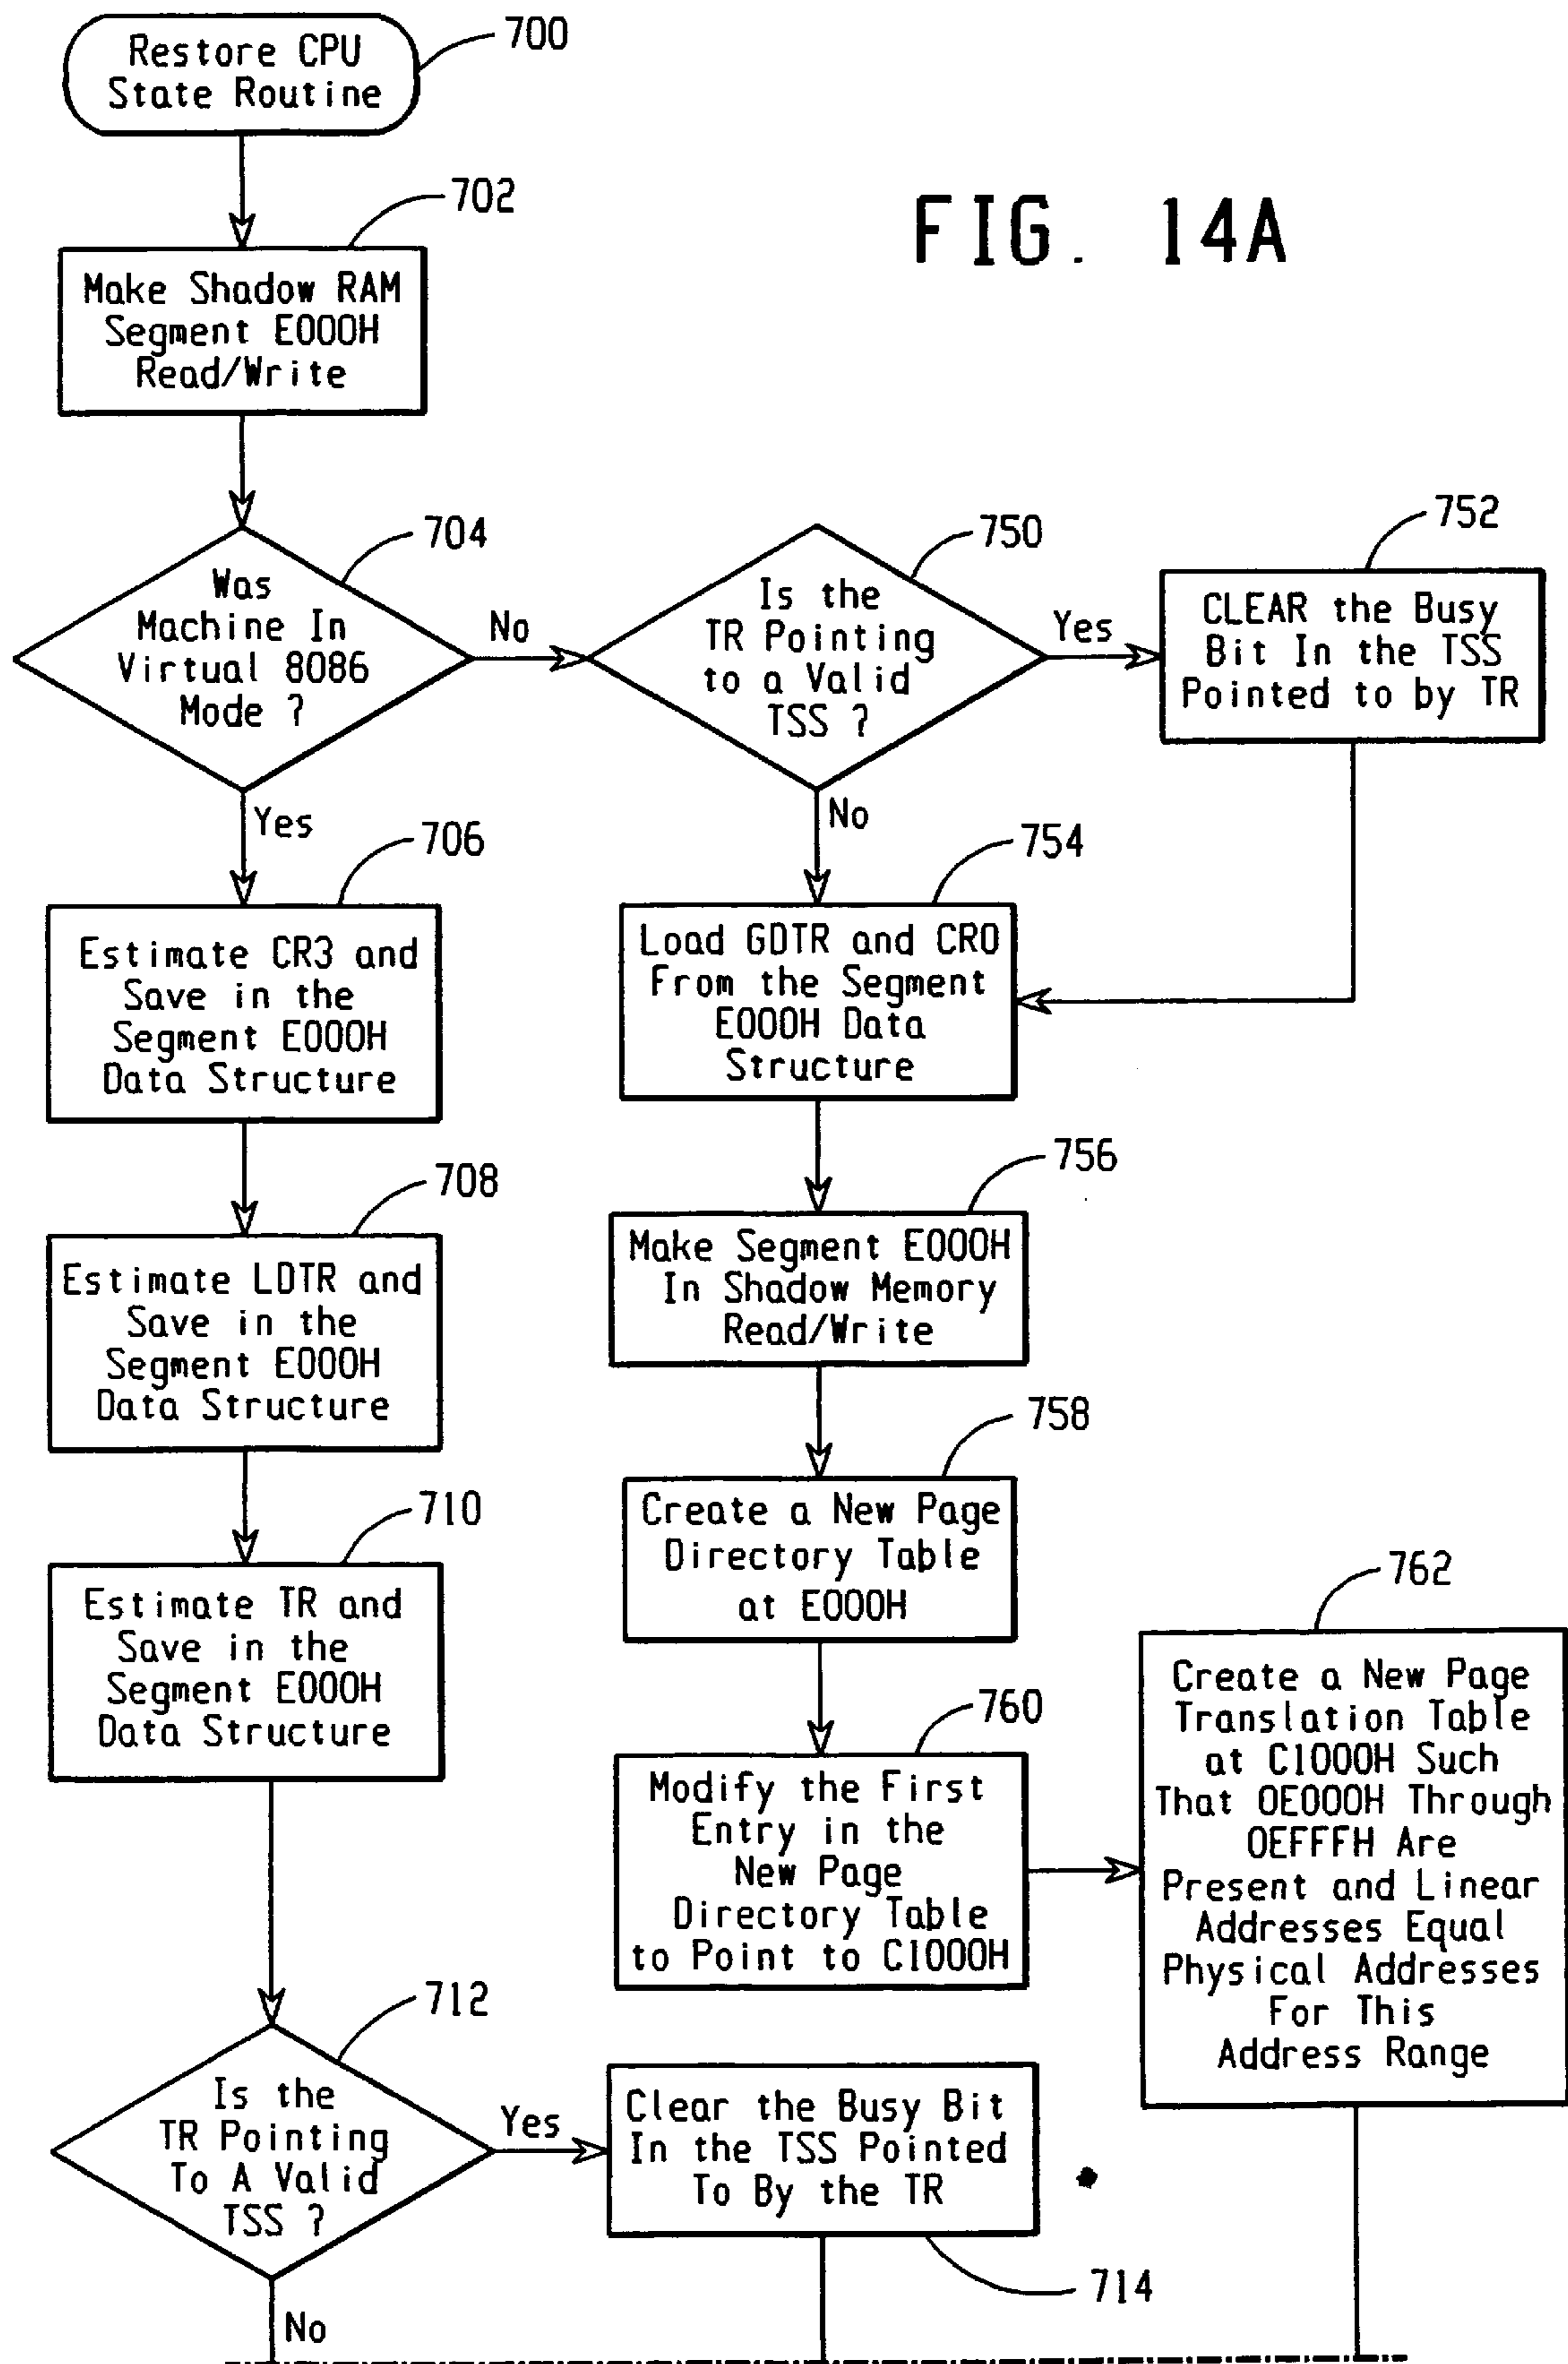 Restore CPU
State Routine
700
FIG. 14A
702
Make Shadow RAM
Segment E000H
Read/Write
704
Was
Machine In
Virtual 8086
Mode ?
No
Yes
750
Is the
TR Pointing
to a Valid
TSS ?
Yes
No
752
CLEAR the Busy
Bit In the TSS
Pointed to by TR
706
Estimate CR3 and
Save in the
Segment E000H
Data Structure
754
Load GDTR and CR0
From the Segment
E000H Data
Structure
708
Estimate LDTR and
Save in the
Segment E000H
Data Structure
756
Make Segment E000H
In Shadow Memory
Read/Write
710
Estimate TR and
Save in the
Segment E000H
Data Structure
758
Create a New Page
Directory Table
at E000H
760
Modify the First
Entry in the
New Page
Directory Table
to Point to C1000H
762
Create a New Page
Translation Table
at C1000H Such
That 0E000H Through
0EFFFH Are
Present and Linear
Addresses Equal
Physical Addresses
For This
Address Range
712
Is the
TR Pointing
To A Valid
TSS ?
Yes
No
Clear the Busy Bit
In the TSS Pointed
To By the TR
714